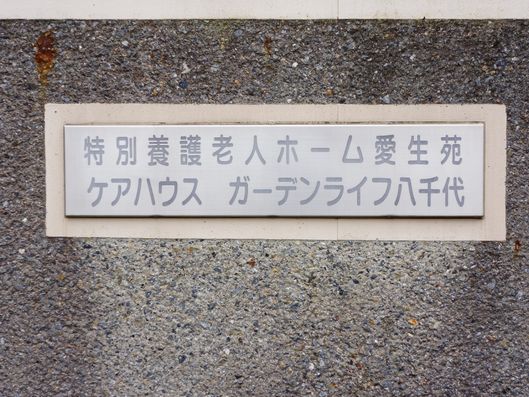 特別養護老人ホーム愛生苑
ケアハウス ガーデンライフ八千代